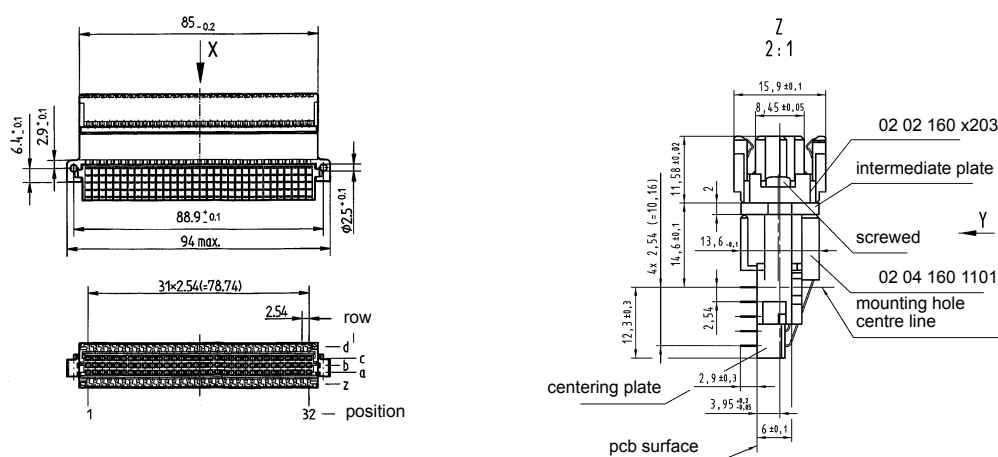 85 -0.2
X
6.4 +0.1
2.9 ±0.1
88.9 ±0.1
ø2.5 +0.1
94 max.
31×2.54(=78.74)
2.54
row
d
c
b
a
z
1
32
position
Z
2 : 1
15,9 ±0,1
8,45 ±0,05
11,58 ±0,02
2
4x 2,54 (=10,16)
14,6 ±0,1
13,6 -0,1
12,3 ±0,3
2,54
2,9 ±0,3
3,95
6 ±0,1
02 02 160 x203
intermediate plate
Y
screwed
02 04 160 1101
mounting hole
centre line
centering plate
pcb surface